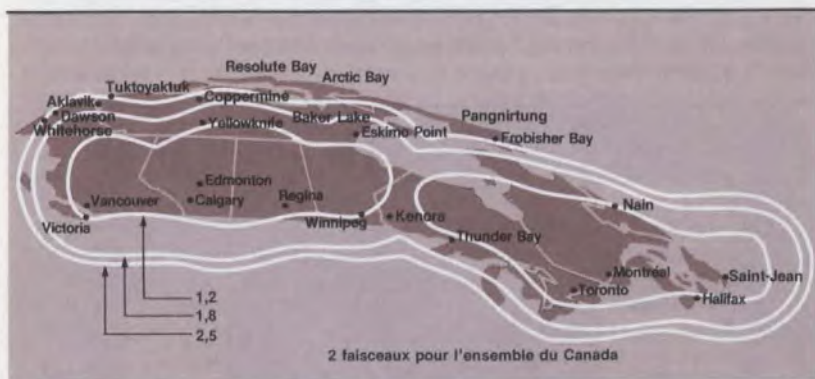 Resolute Bay
Arctic Bay
Tuktoyaktuk
Aklavik
Coppermine
Pangnirtung
Dawson
Baker Lake
Whitehorse
Yellowknife
Eskimo Point
Frobisher Bay
Edmonton
Vancouver
Calgary
Regina
Nain
Victoria
Winnipeg
Kenora
Thunder Bay
Montréal
Saint-Jean
Toronto
Halifax
1,2
1,8
2,5
2 faisceaux pour l'ensemble du Canada